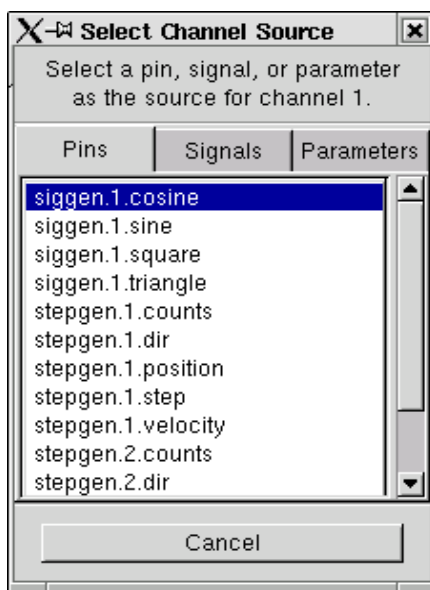 Select Channel Source
Select a pin, signal, or parameter
as the source for channel 1.
Pins Signals Parameters
siggen.1.cosine
siggen.1.sine
siggen.1.square
siggen.1.triangle
stepgen.1.counts
stepgen.1.dir
stepgen.1.position
stepgen.1.step
stepgen.1.velocity
stepgen.2.counts
stepgen.2.dir
Cancel